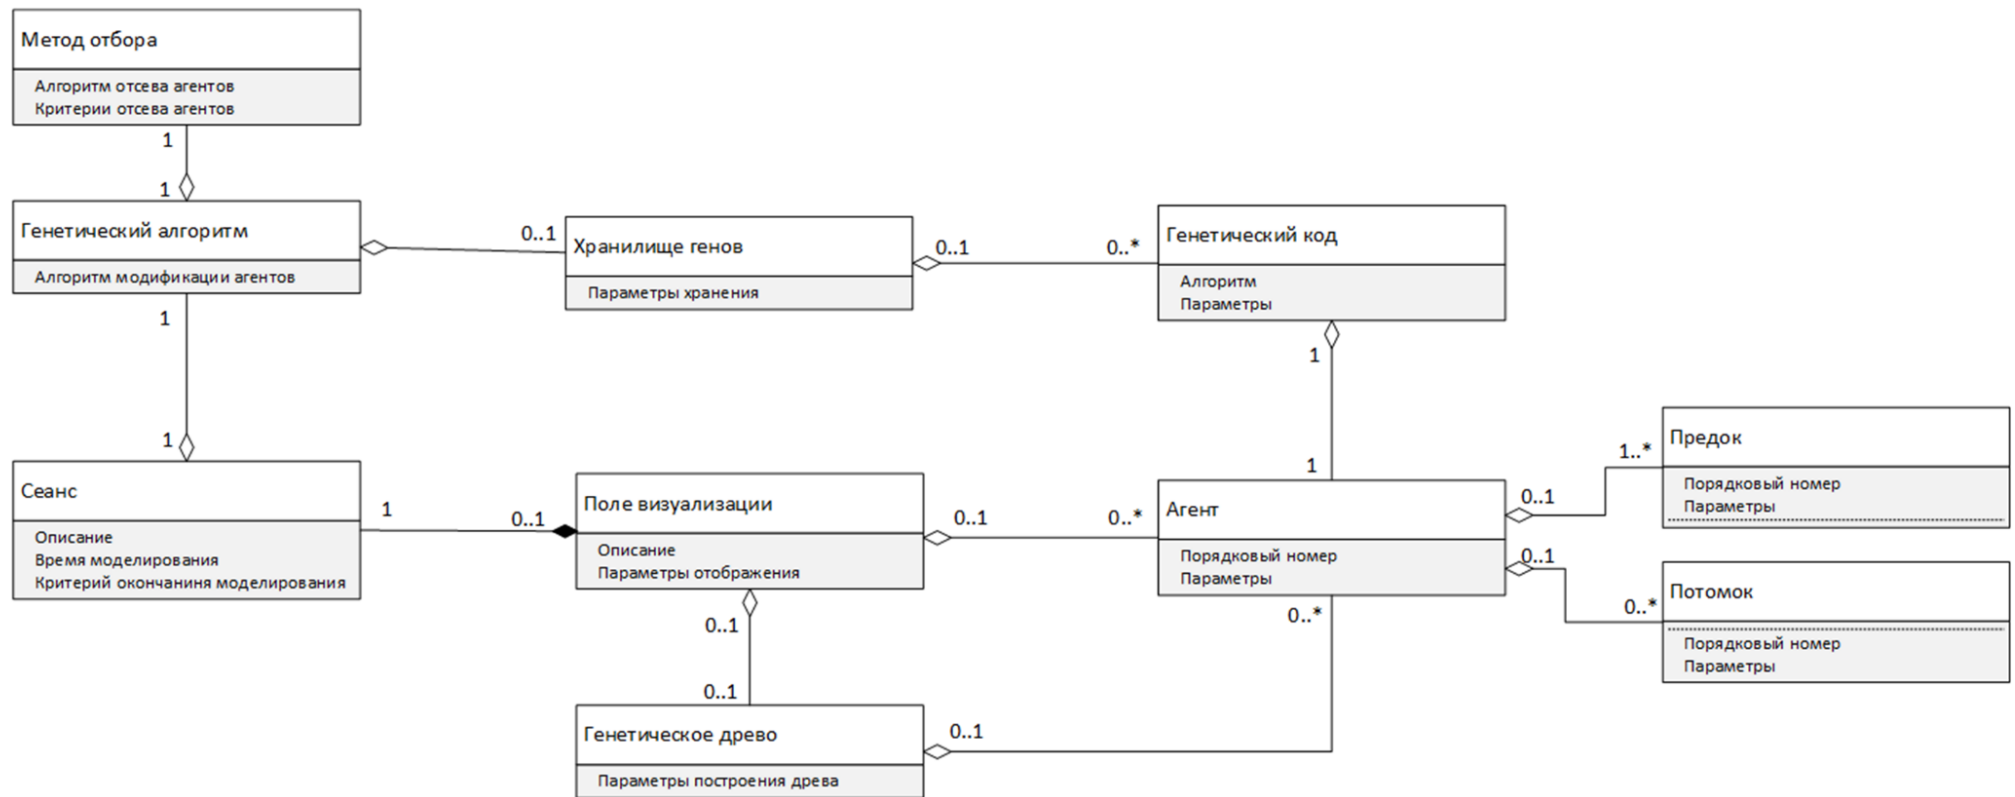 Метод отбора
Алгоритм отсева агентов
Критерии отсева агентов
1
1
Генетический алгоритм
Алгоритм модификации агентов
0..1
Хранилище генов
Параметры хранения
0..1
0..*
Генетический код
Алгоритм
Параметры
1
1
1
1
Сеанс
Описание
Время моделирования
Критерий окончаниня моделирования
1
0..1
Поле визуализации
Описание
Параметры отображения
0..1
0..*
Агент
Порядковый номер
Параметры
0..1
1..*
Предок
Порядковый номер
Параметры
0..1
0..*
Потомок
Порядковый номер
Параметры
0..1
0..1
Генетическое древо
Параметры построения древа
0..1
0..*